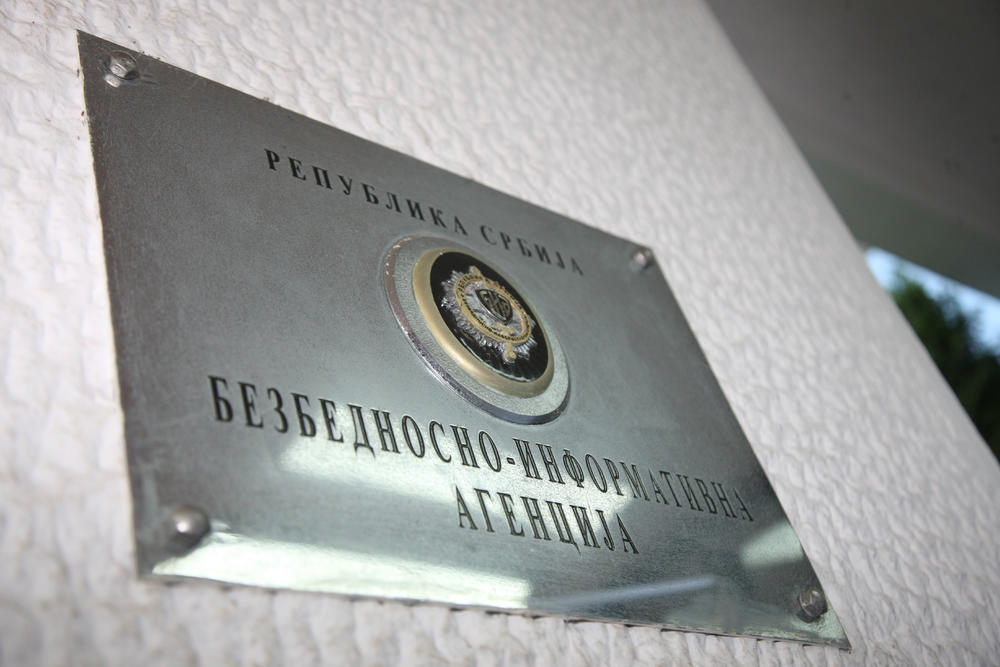 РЕПУБЛИКА СРБИЈА
БЕЗБЕДНОСНО-ИНФОРМАТИВНА
АГЕНЦИЈА